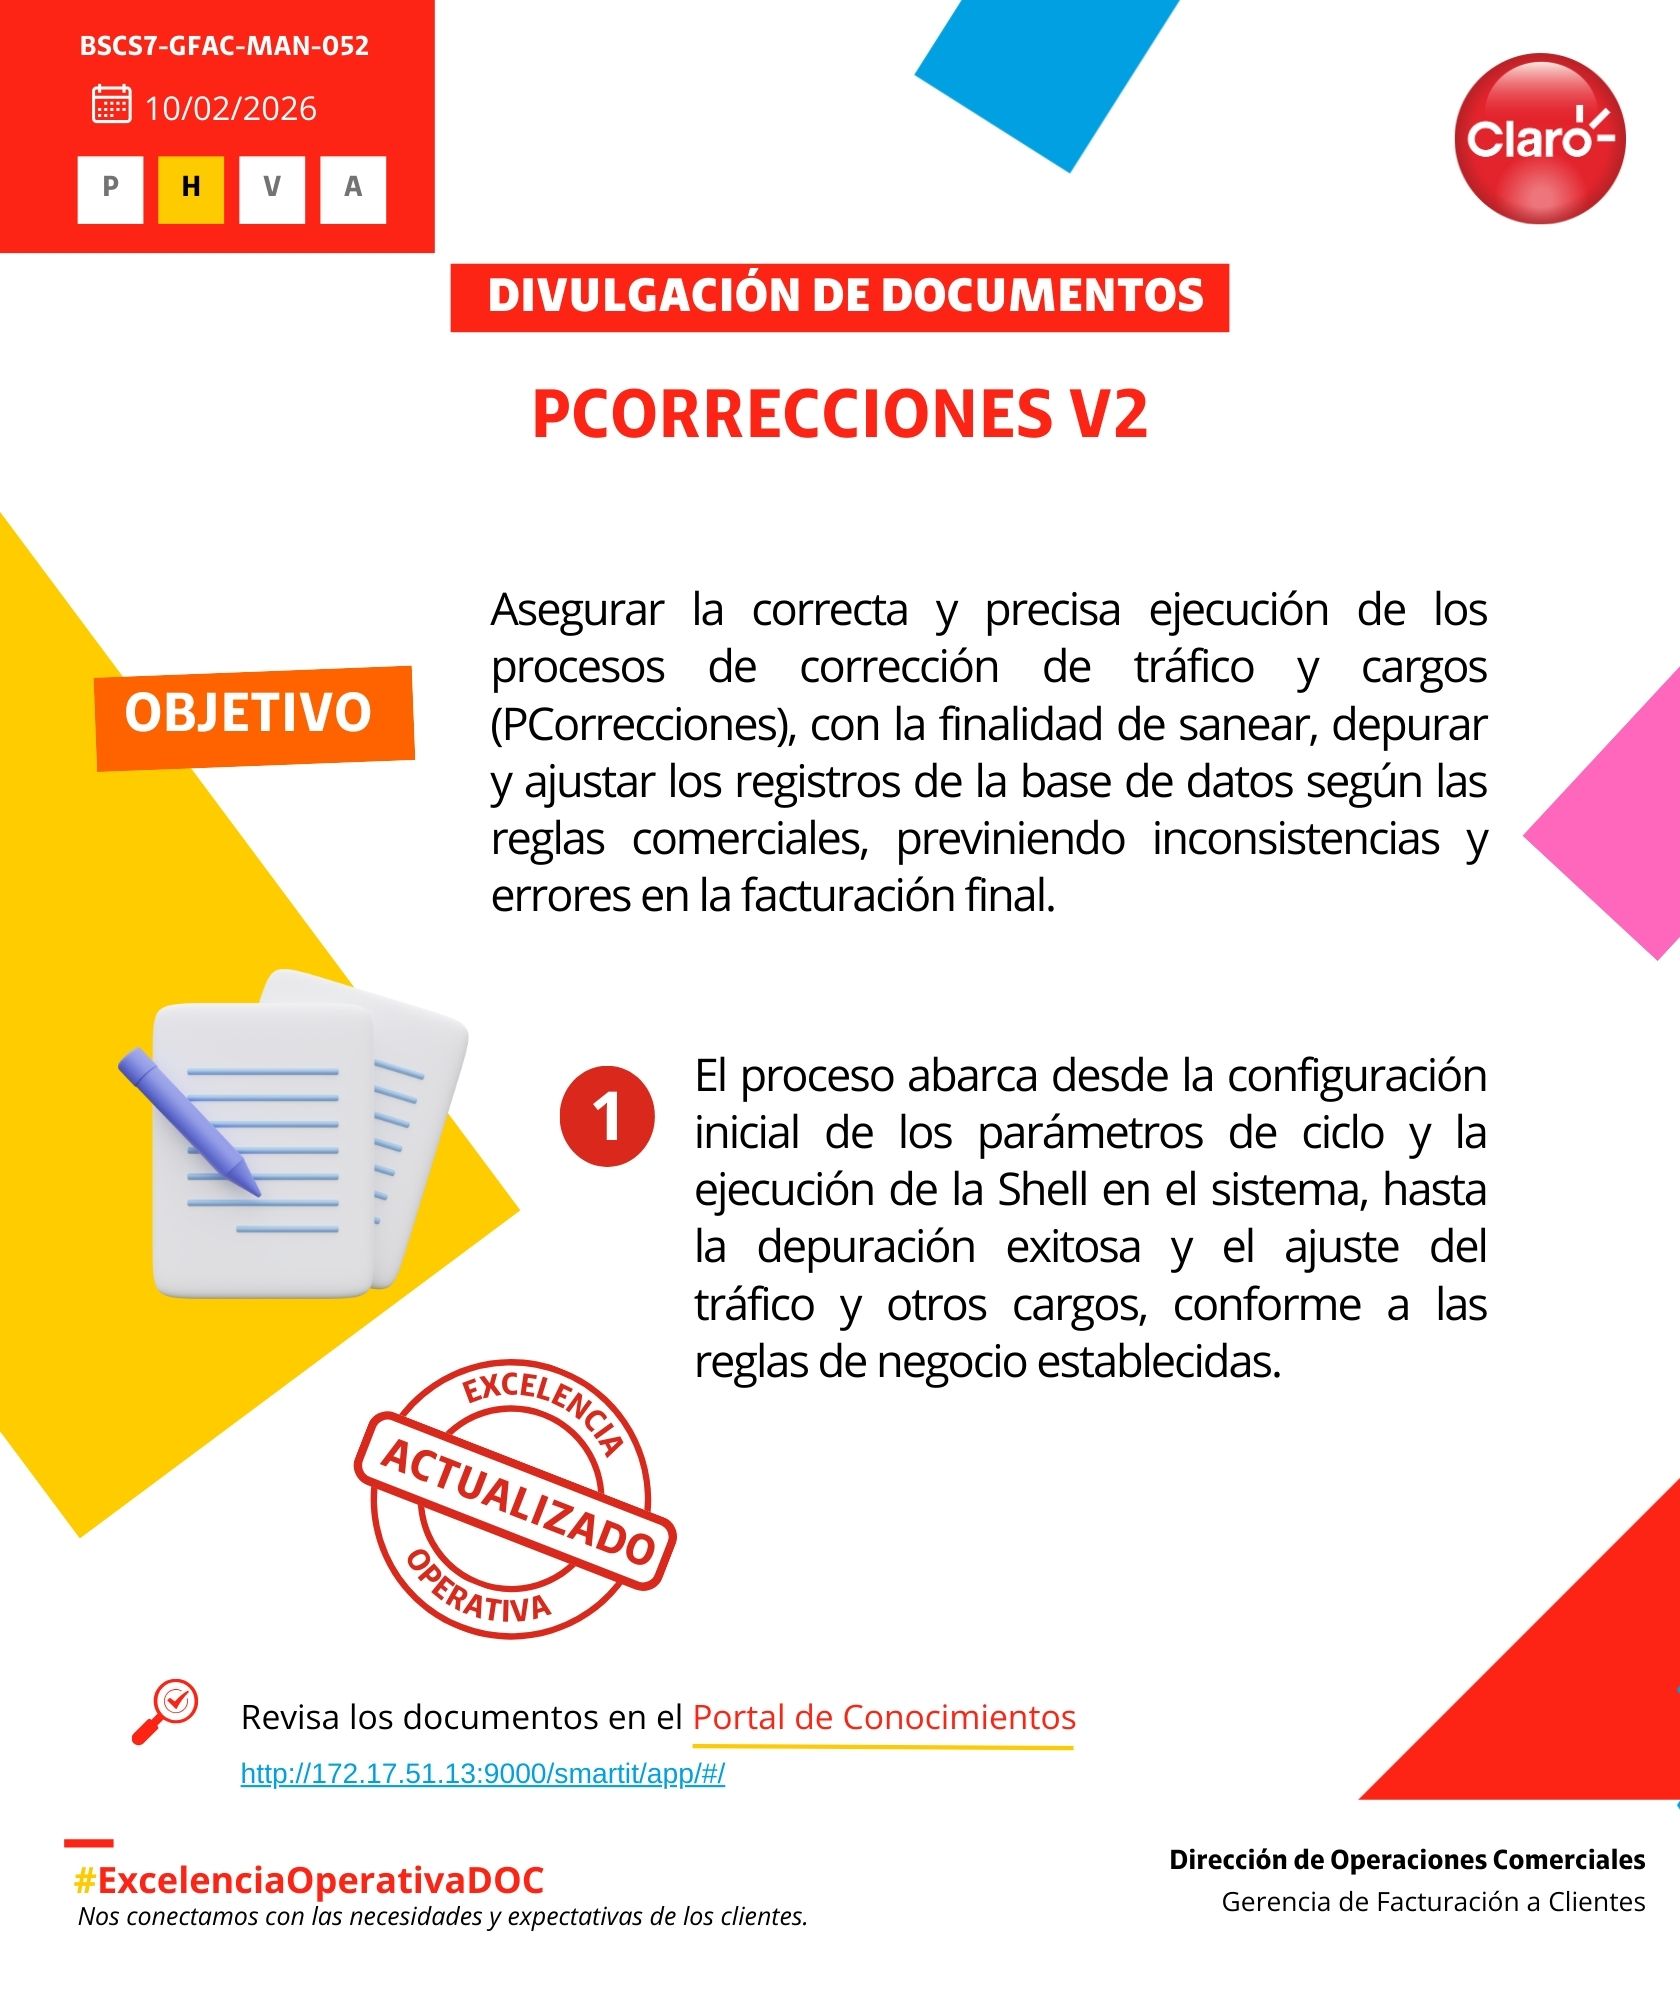 BSCS7-GFAC-MAN-052
10/02/2026
P H V A
Claro
DIVULGACIÓN DE DOCUMENTOS
PCORRECCIONES V2
OBJETIVO
Asegurar la correcta y precisa ejecución de los
procesos de corrección de tráfico y cargos
(PCorrecciones), con la finalidad de sanear, depurar
y ajustar los registros de la base de datos según las
reglas comerciales, previniendo inconsistencias y
errores en la facturación final.
1
El proceso abarca desde la configuración
inicial de los parámetros de ciclo y la
ejecución de la Shell en el sistema, hasta
la depuración exitosa y el ajuste del
tráfico y otros cargos, conforme a las
reglas de negocio establecidas.
EXCELENCIA
ACTUALIZADO
OPERATIVA
Revisa los documentos en el Portal de Conocimientos
http://172.17.51.13:9000/smartit/app/#/
#ExcelenciaOperativaDOC
Nos conectamos con las necesidades y expectativas de los clientes.
Dirección de Operaciones Comerciales
Gerencia de Facturación a Clientes